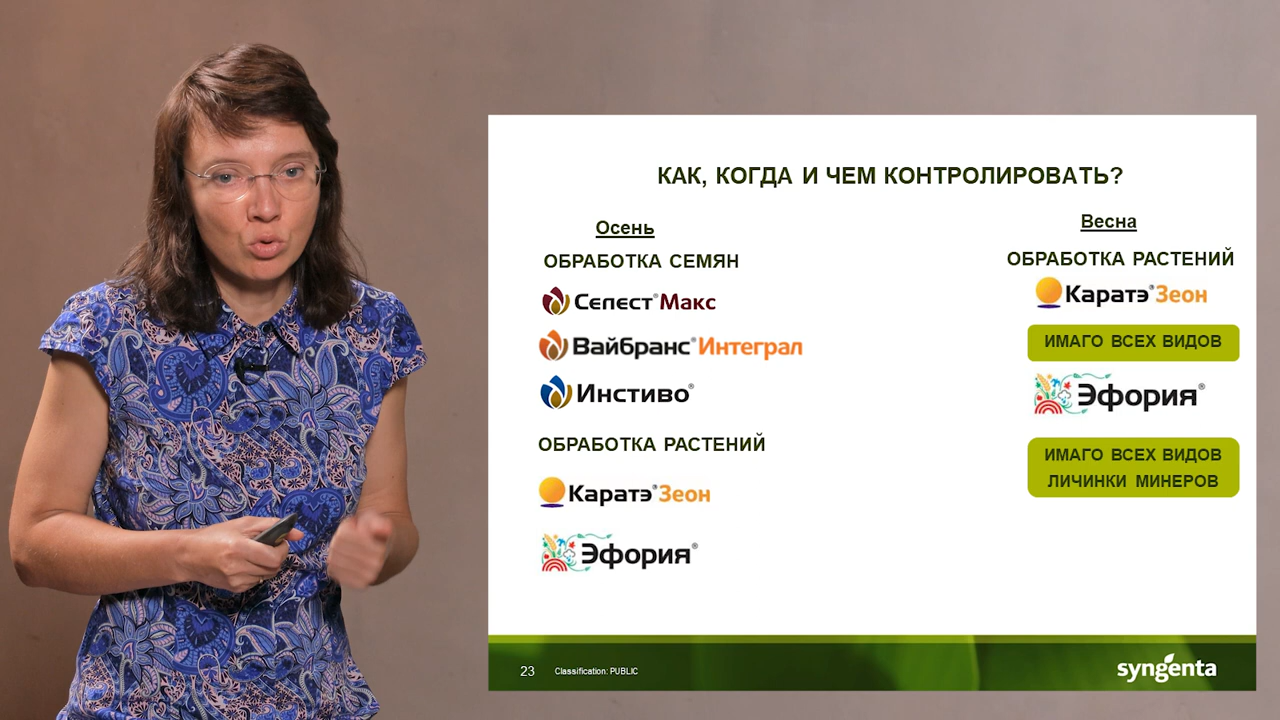 КАК, КОГДА И ЧЕМ КОНТРОЛИРОВАТЬ?
Осень
ОБРАБОТКА СЕМЯН
Селест® Макс
Вайбранс® Интеграл
Инстиво®
ОБРАБОТКА РАСТЕНИЙ
Каратэ® Зеон
Эфория®
Весна
ОБРАБОТКА РАСТЕНИЙ
Каратэ® Зеон
ИМАГО ВСЕХ ВИДОВ
Эфория®
ИМАГО ВСЕХ ВИДОВ
ЛИЧИНКИ МИНЕРОВ
23
Classification: PUBLIC
syngenta